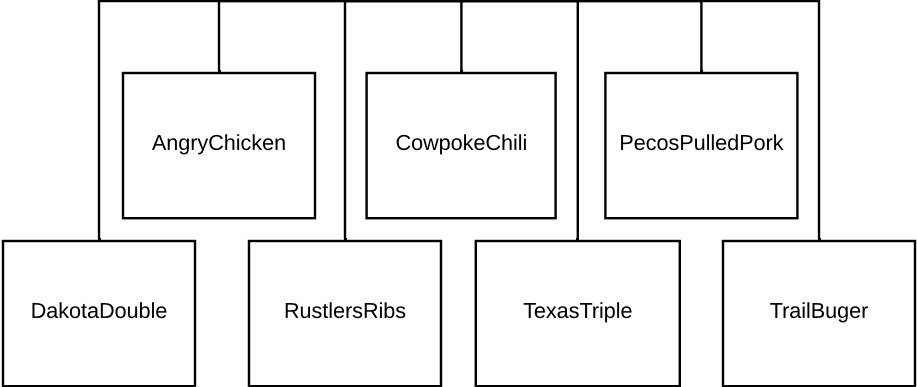 AngryChicken
CowpokeChili
PecosPulledPork
DakotaDouble
RustlersRibs
TexasTriple
TrailBuger